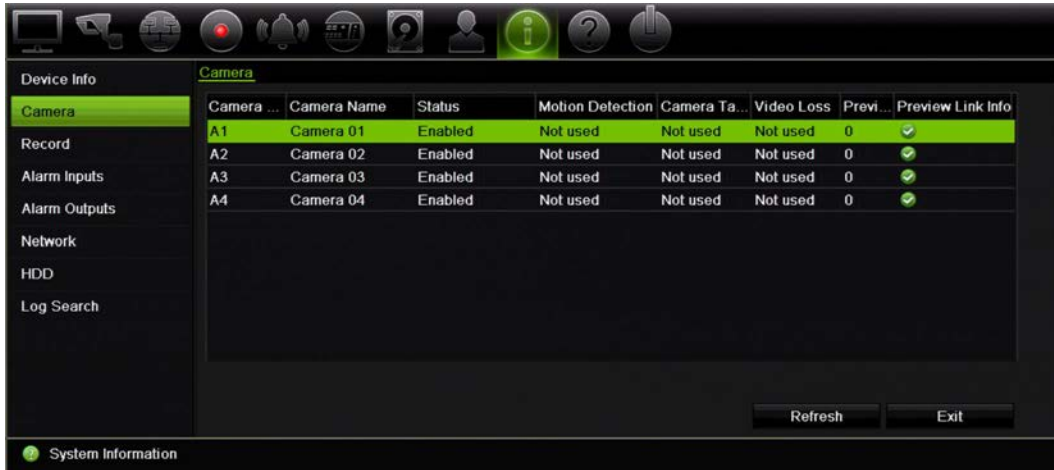 Device Info
Camera
Record
Alarm Inputs
Alarm Outputs
Network
HDD
Log Search
Camera
Camera ... Camera Name Status Motion Detection Camera Ta... Video Loss Previ... Preview Link Info
A1 Camera 01 Enabled Not used Not used Not used 0
A2 Camera 02 Enabled Not used Not used Not used 0
A3 Camera 03 Enabled Not used Not used Not used 0
A4 Camera 04 Enabled Not used Not used Not used 0
Refresh Exit
System Information